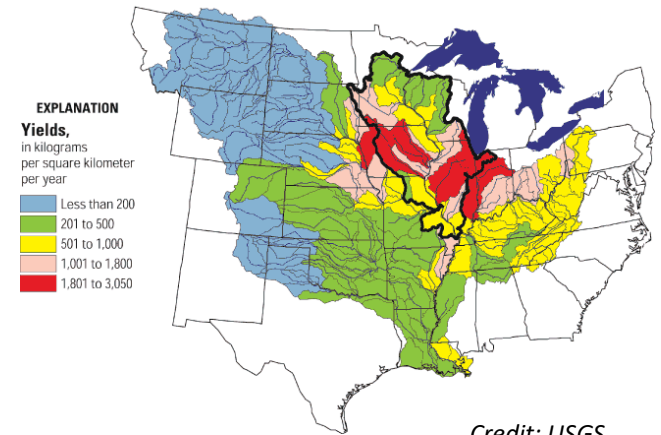 EXPLANATION
Yields,
in kilograms
per square kilometer
per year
Less than 200
201 to 500
501 to 1,000
1,001 to 1,800
1,801 to 3,050
Credit: USGS